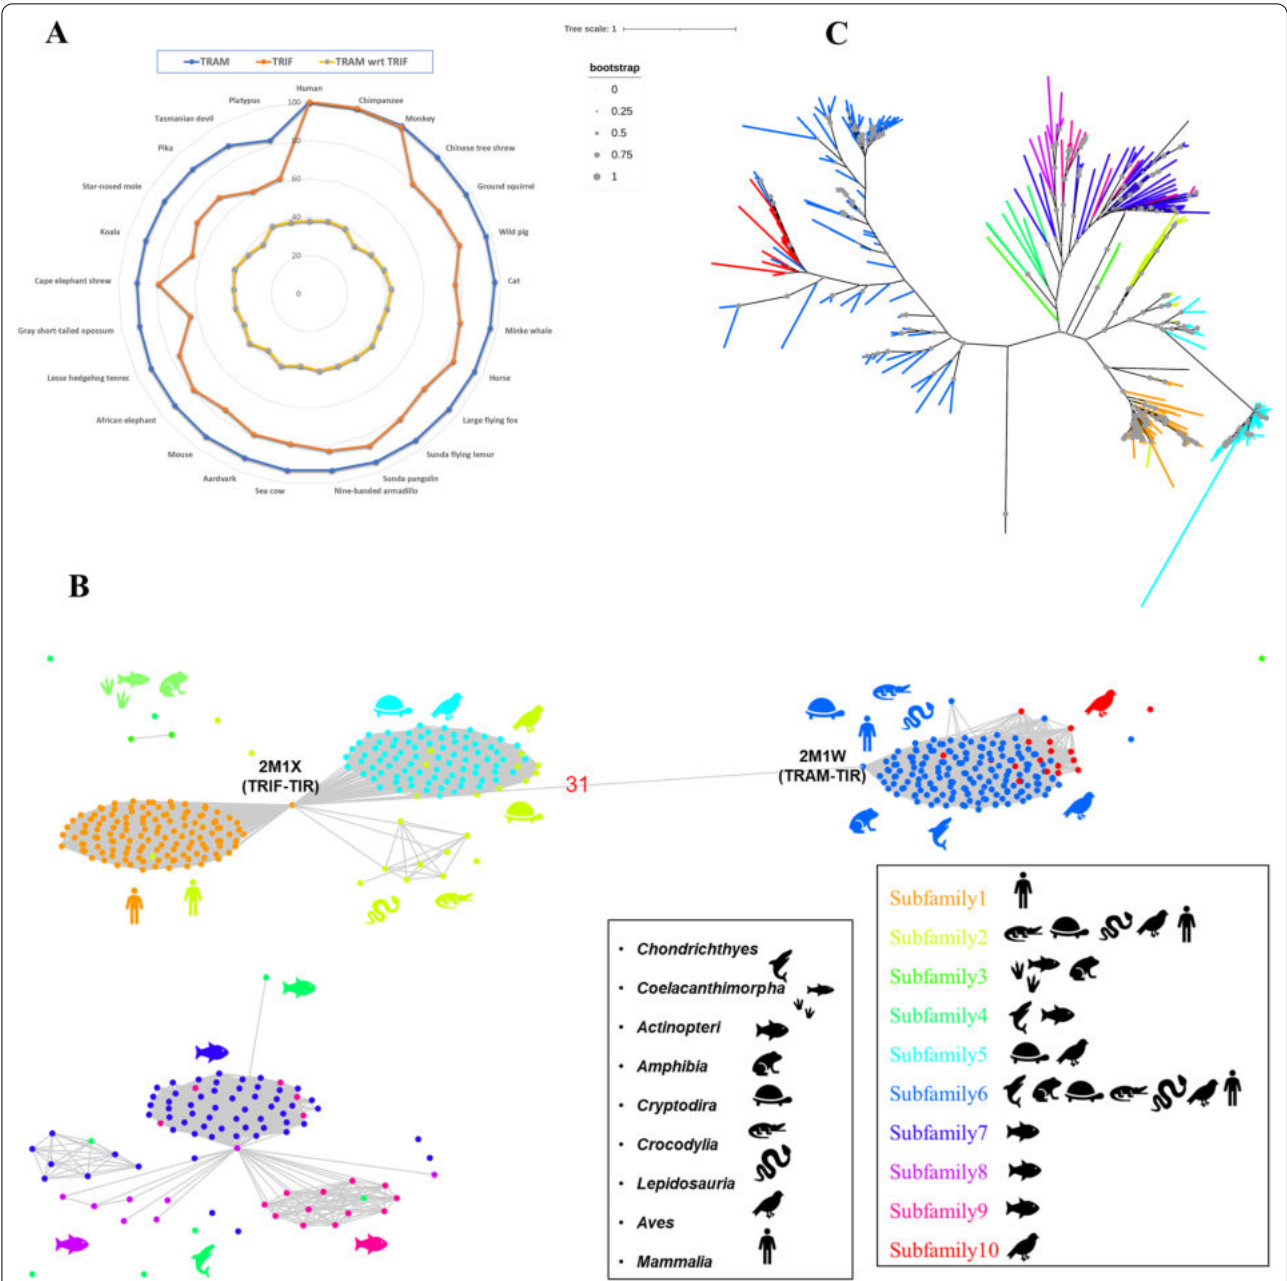 A
TRAM TRIF TRAM wrt TRIF
Human
Chimpanzee
Monkey
Chinese tree shrew
Ground squirrel
Wild pig
Cat
Minke whale
Horse
Large flying fox
Sunda flying lemur
Sunda pangolin
Nine-banded armadillo
Sea cow
Aardvark
Mouse
African elephant
Lesse hedgehog tenrec
Gray short-tailed opossum
Cape elephant shrew
Koala
Star-nosed mole
Pika
Tasmanian devil
Platypus
100
80
60
40
20
0
Tree scale: 1
bootstrap
0
0.25
0.5
0.75
1
C
B
2M1X
(TRIF-TIR)
31
2M1W
(TRAM-TIR)
• Chondrichthyes
• Coelacanthimorpha
• Actinopteri
• Amphibia
• Cryptodira
• Crocodylia
• Lepidosauria
• Aves
• Mammalia
Subfamily1
Subfamily2
Subfamily3
Subfamily4
Subfamily5
Subfamily6
Subfamily7
Subfamily8
Subfamily9
Subfamily10